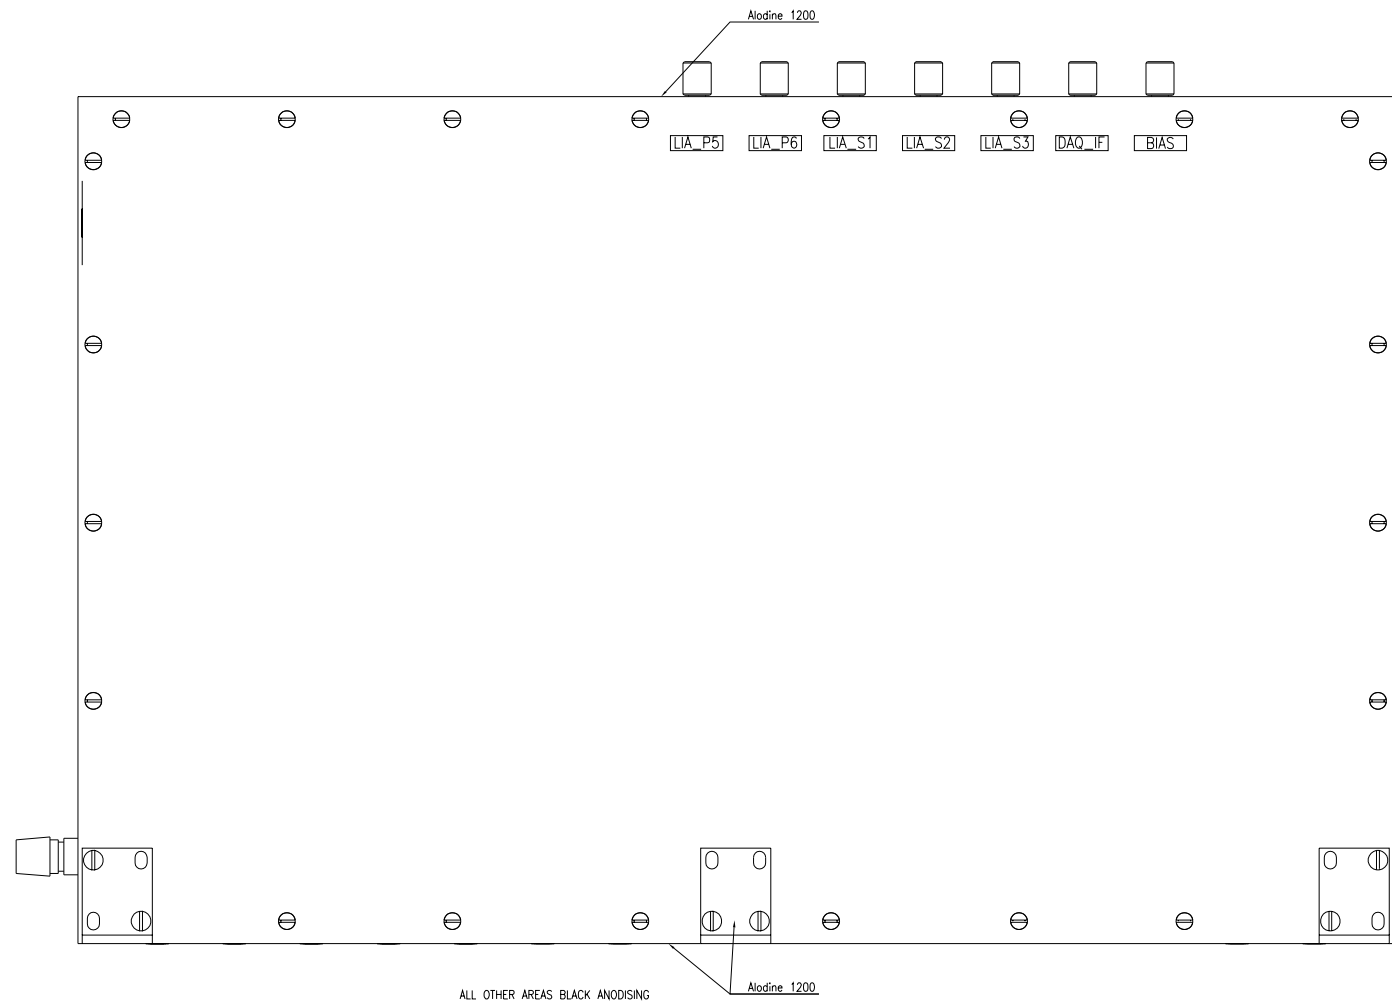 Alodine 1200
LIA_P5 LIA_P6 LIA_S1 LIA_S2 LIA_S3 DAQ_IF BIAS
Alodine 1200
ALL OTHER AREAS BLACK ANODISING